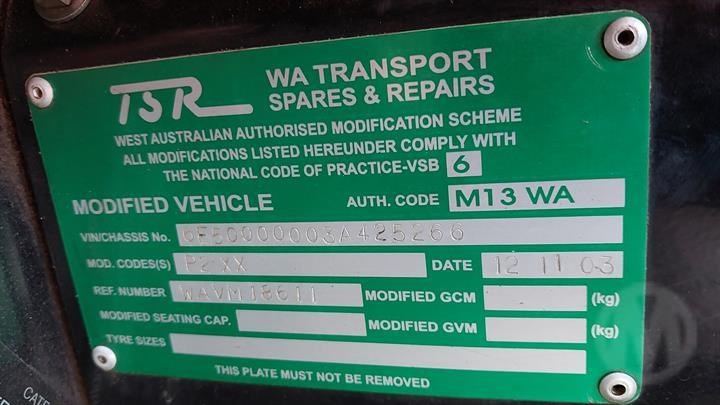 TSR WA TRANSPORT
SPARES & REPAIRS
WEST AUSTRALIAN AUTHORISED MODIFICATION SCHEME
ALL MODIFICATIONS LISTED HEREUNDER COMPLY WITH
THE NATIONAL CODE OF PRACTICE-VSB 6
MODIFIED VEHICLE AUTH. CODE M13 WA
VIN/CHASSIS No. 6F50000003A425266
MOD. CODES(S) P2 XX DATE 12 11 03
REF. NUMBER WAVM18611 MODIFIED GCM (kg)
MODIFIED SEATING CAP. MODIFIED GVM (kg)
TYRE SIZES
THIS PLATE MUST NOT BE REMOVED